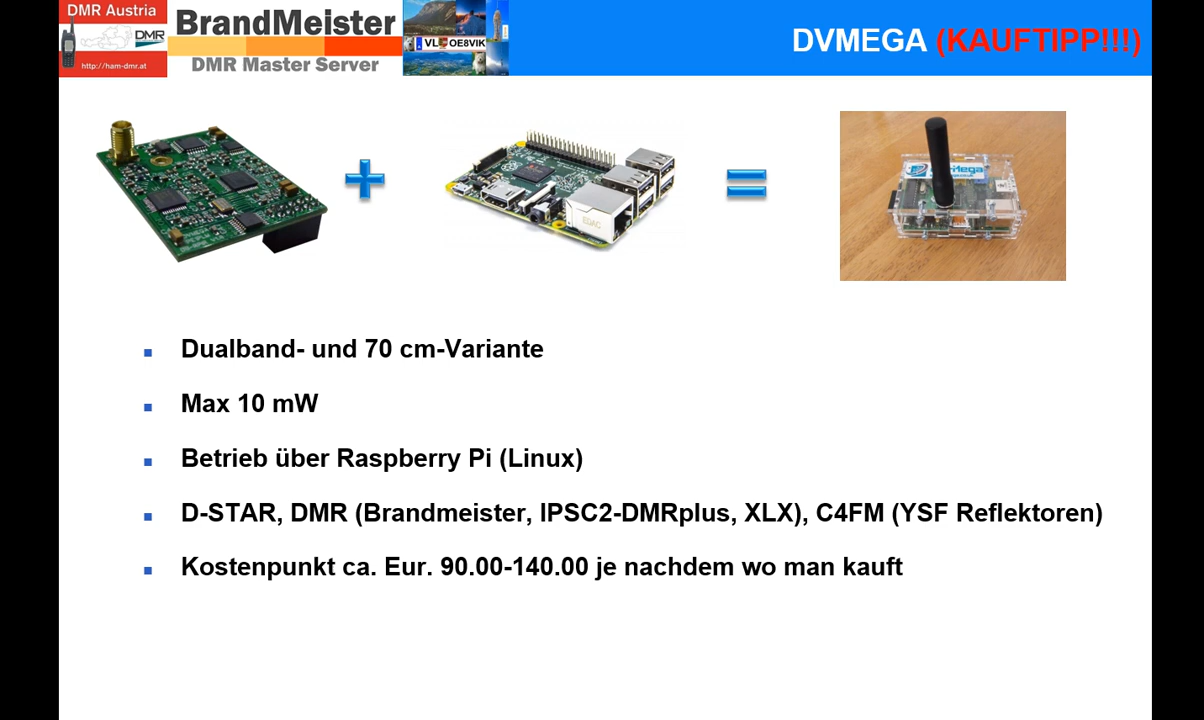 DMR Austria
DMR
http://ham-dmr.at
BrandMeister
DMR Master Server
VL OE8VIK
DVMEGA (KAUFTIPP!!!)
EDAC
Dualband- und 70 cm-Variante
Max 10 mW
Betrieb über Raspberry Pi (Linux)
D-STAR, DMR (Brandmeister, IPSC2-DMRplus, XLX), C4FM (YSF Reflektoren)
Kostenpunkt ca. Eur. 90.00-140.00 je nachdem wo man kauft